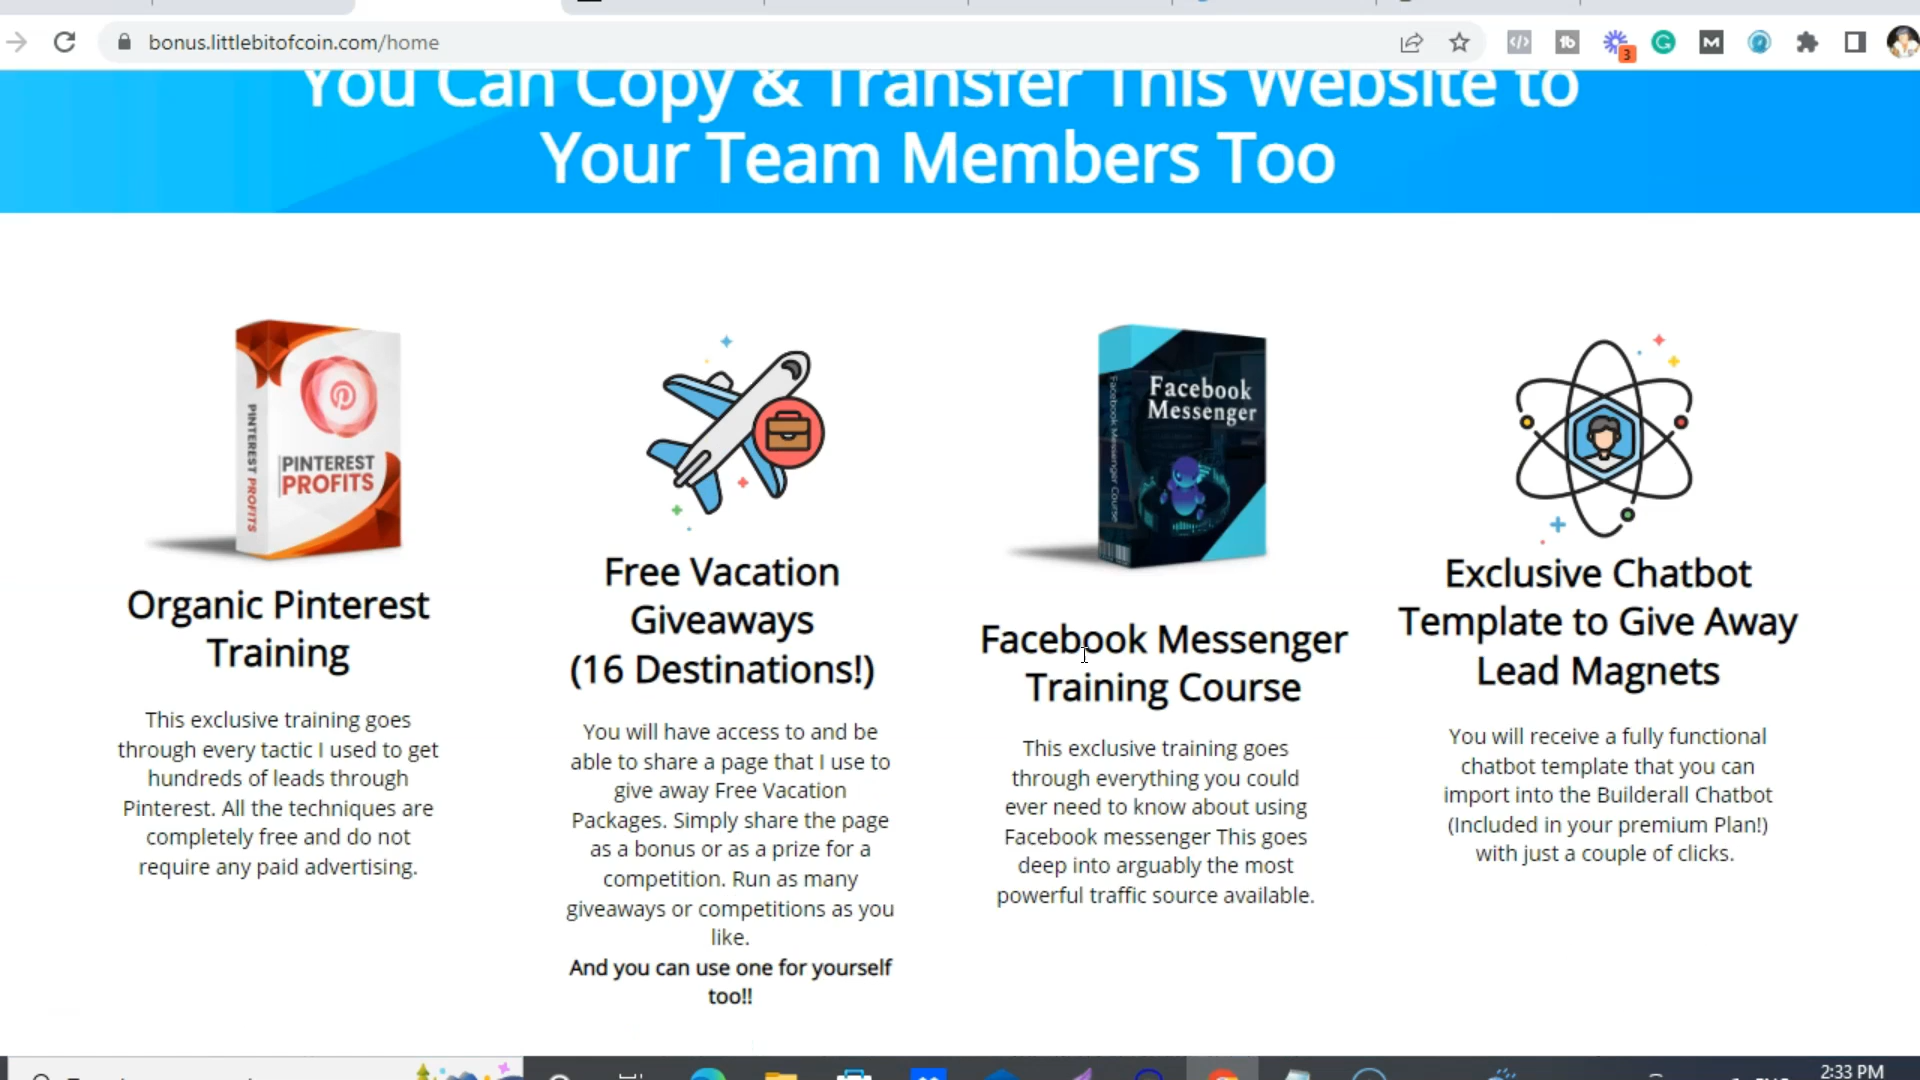 bonus.littlebitofcoin.com/home
3
You Can Copy & Transfer This Website to
Your Team Members Too
PINTEREST PROFITS
PINTEREST
PROFITS
Organic Pinterest
Training
This exclusive training goes
through every tactic I used to get
hundreds of leads through
Pinterest. All the techniques are
completely free and do not
require any paid advertising.
Free Vacation
Giveaways
(16 Destinations!)
You will have access to and be
able to share a page that I use to
give away Free Vacation
Packages. Simply share the page
as a bonus or as a prize for a
competition. Run as many
giveaways or competitions as you
like.
And you can use one for yourself
too!!
Facebook Messenger Course
Facebook
Messenger
Facebook Messenger
Training Course
This exclusive training goes
through everything you could
ever need to know about using
Facebook messenger This goes
deep into arguably the most
powerful traffic source available.
Exclusive Chatbot
Template to Give Away
Lead Magnets
You will receive a fully functional
chatbot template that you can
import into the Builderall Chatbot
(Included in your premium Plan!)
with just a couple of clicks.
2:33 PM